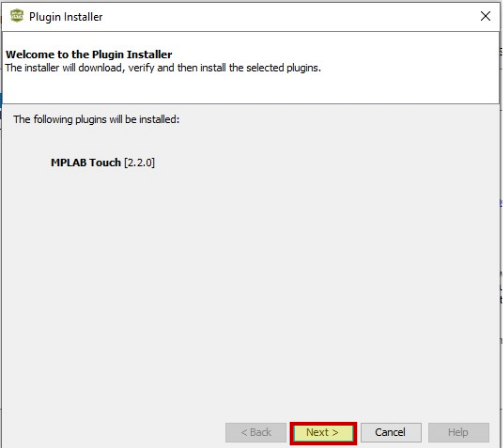 Plugin Installer
Welcome to the Plugin Installer
The installer will download, verify and then install the selected plugins.
The following plugins will be installed:
MPLAB Touch [2.2.0]
< Back
Next >
Cancel
Help